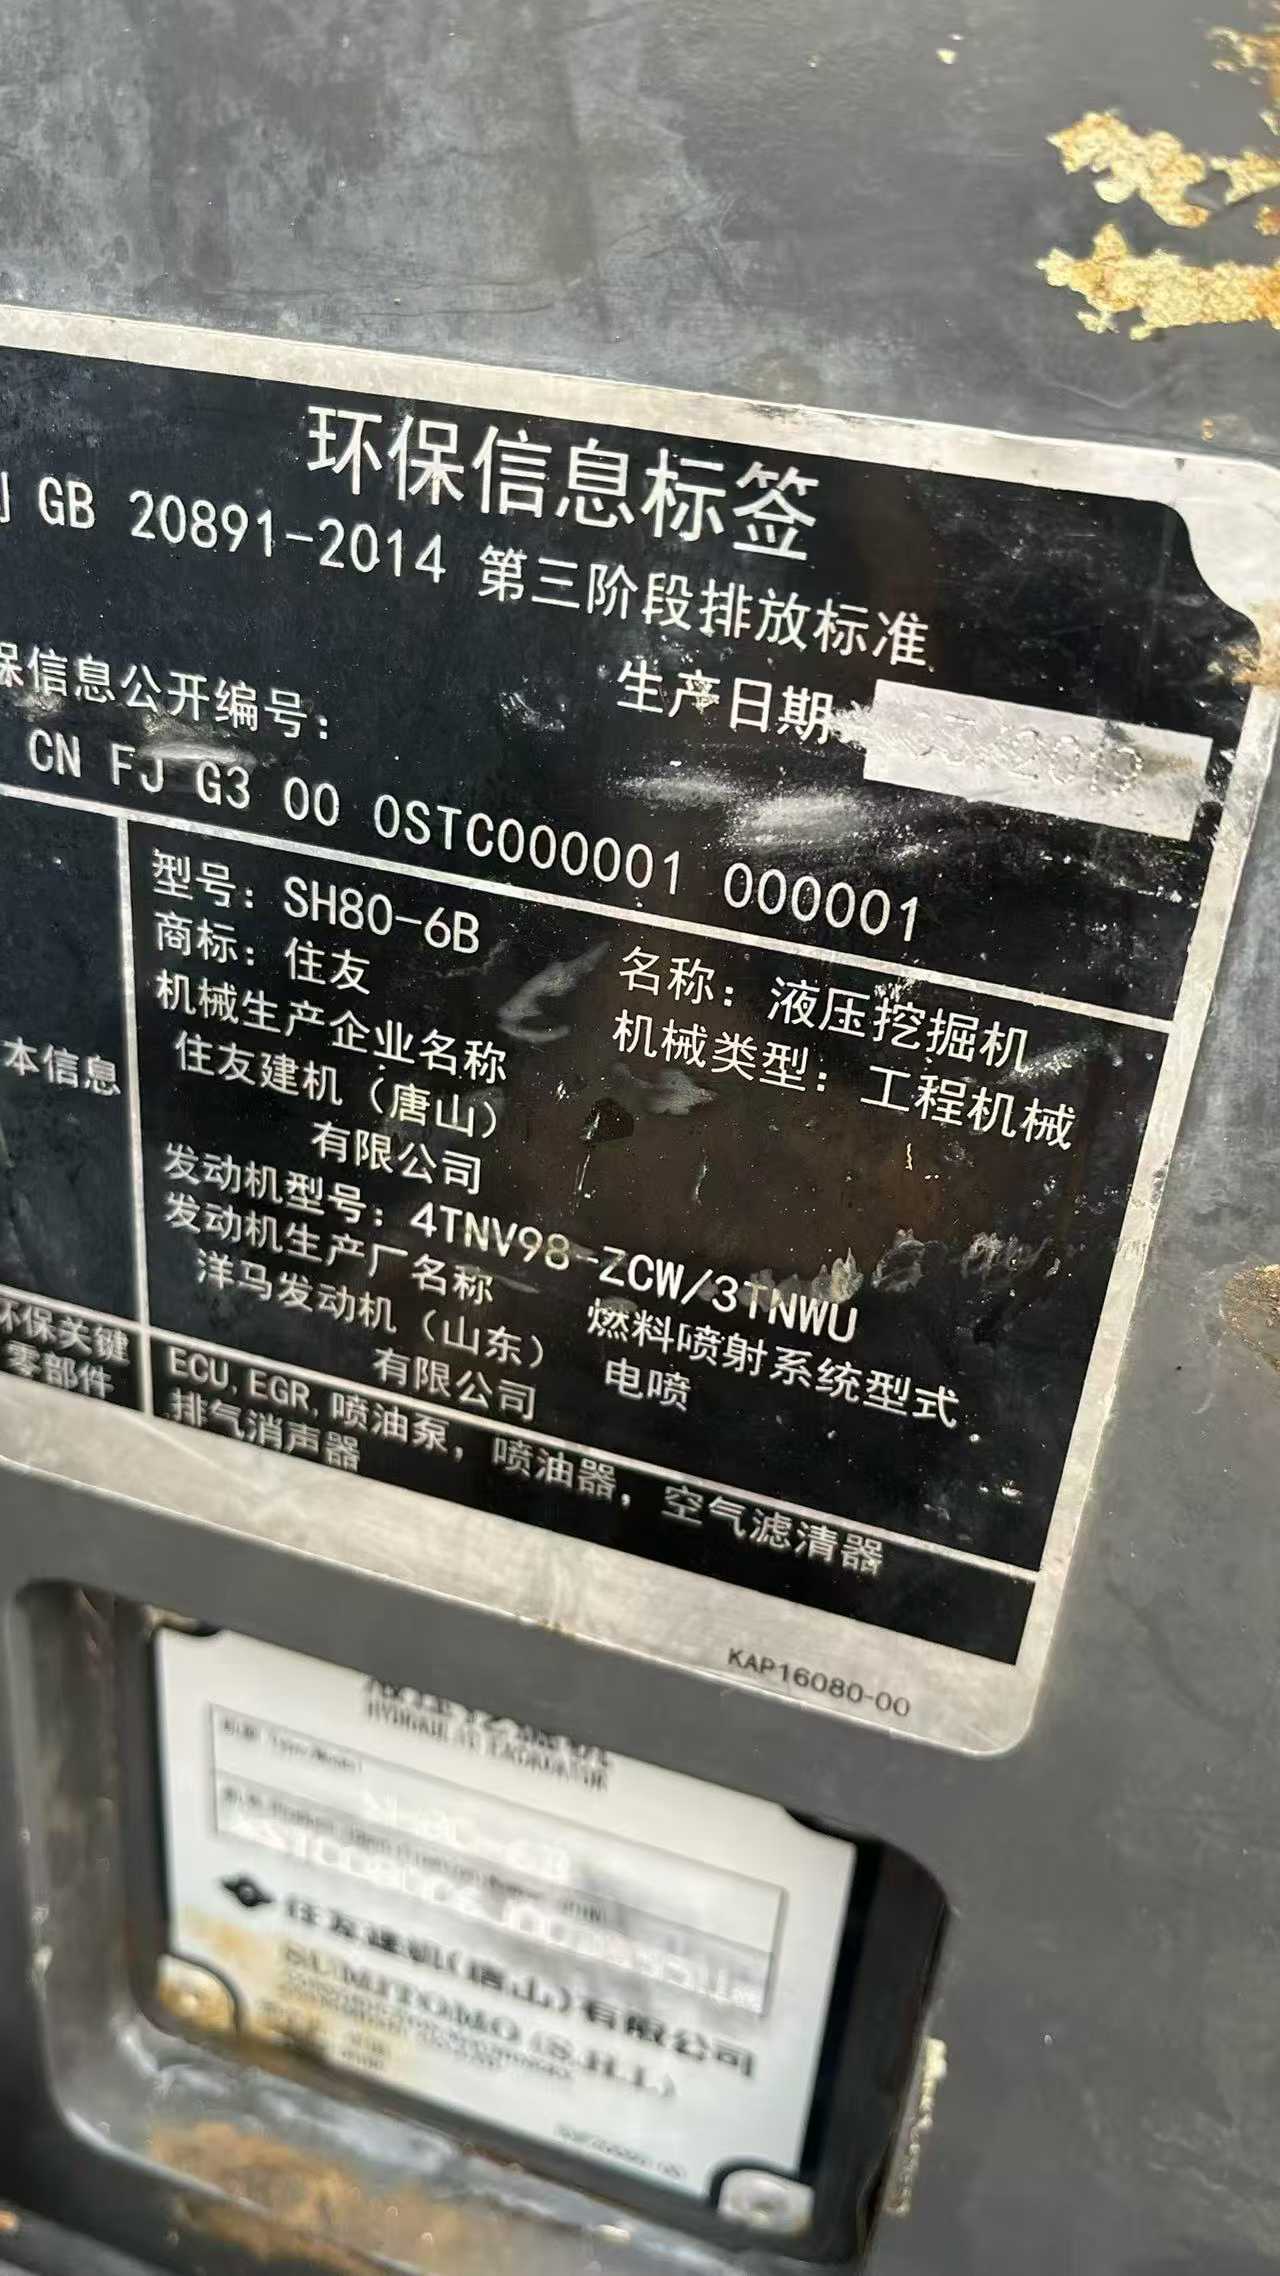 环保信息标签
GB 20891-2014 第三阶段排放标准
保信息公开编号：
生产日期：
CN FJ G3 00 0STC000001 000001
型号：SH80-6B
名称：液压挖掘机
商标：住友
机械类型：工程机械
机械生产企业名称
住友建机（唐山）
有限公司
本信息
发动机型号：4TNV98-ZCW/3TNWU
发动机生产厂名称
洋马发动机（山东）
有限公司
燃料喷射系统型式
电喷
环保关键
零部件
ECU,EGR,喷油泵，喷油器，空气滤清器
排气消声器
KAP16080-00
HYDRAULIC EXCAVATOR
住友建机(唐山)有限公司
SUMITOMO (S.H.I.)